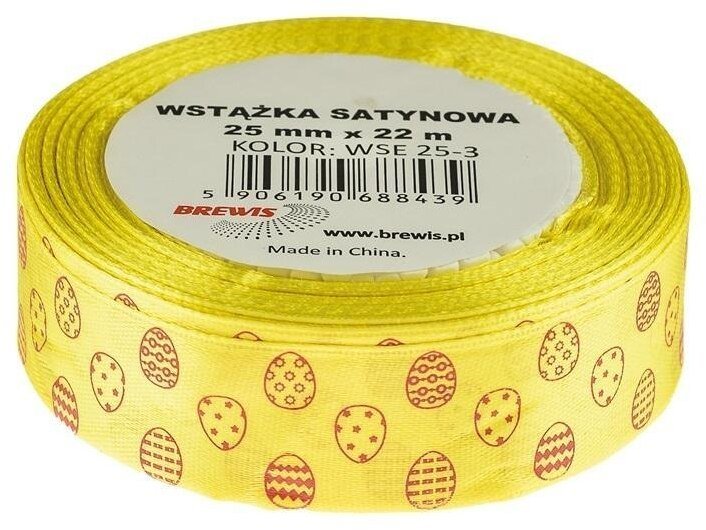 WSTĄŻKA SATYNOWA
25 mm x 22 m
KOLOR: WSE 25-3
5 906190 688439
BREWIS
www.brewis.pl
Made in China.